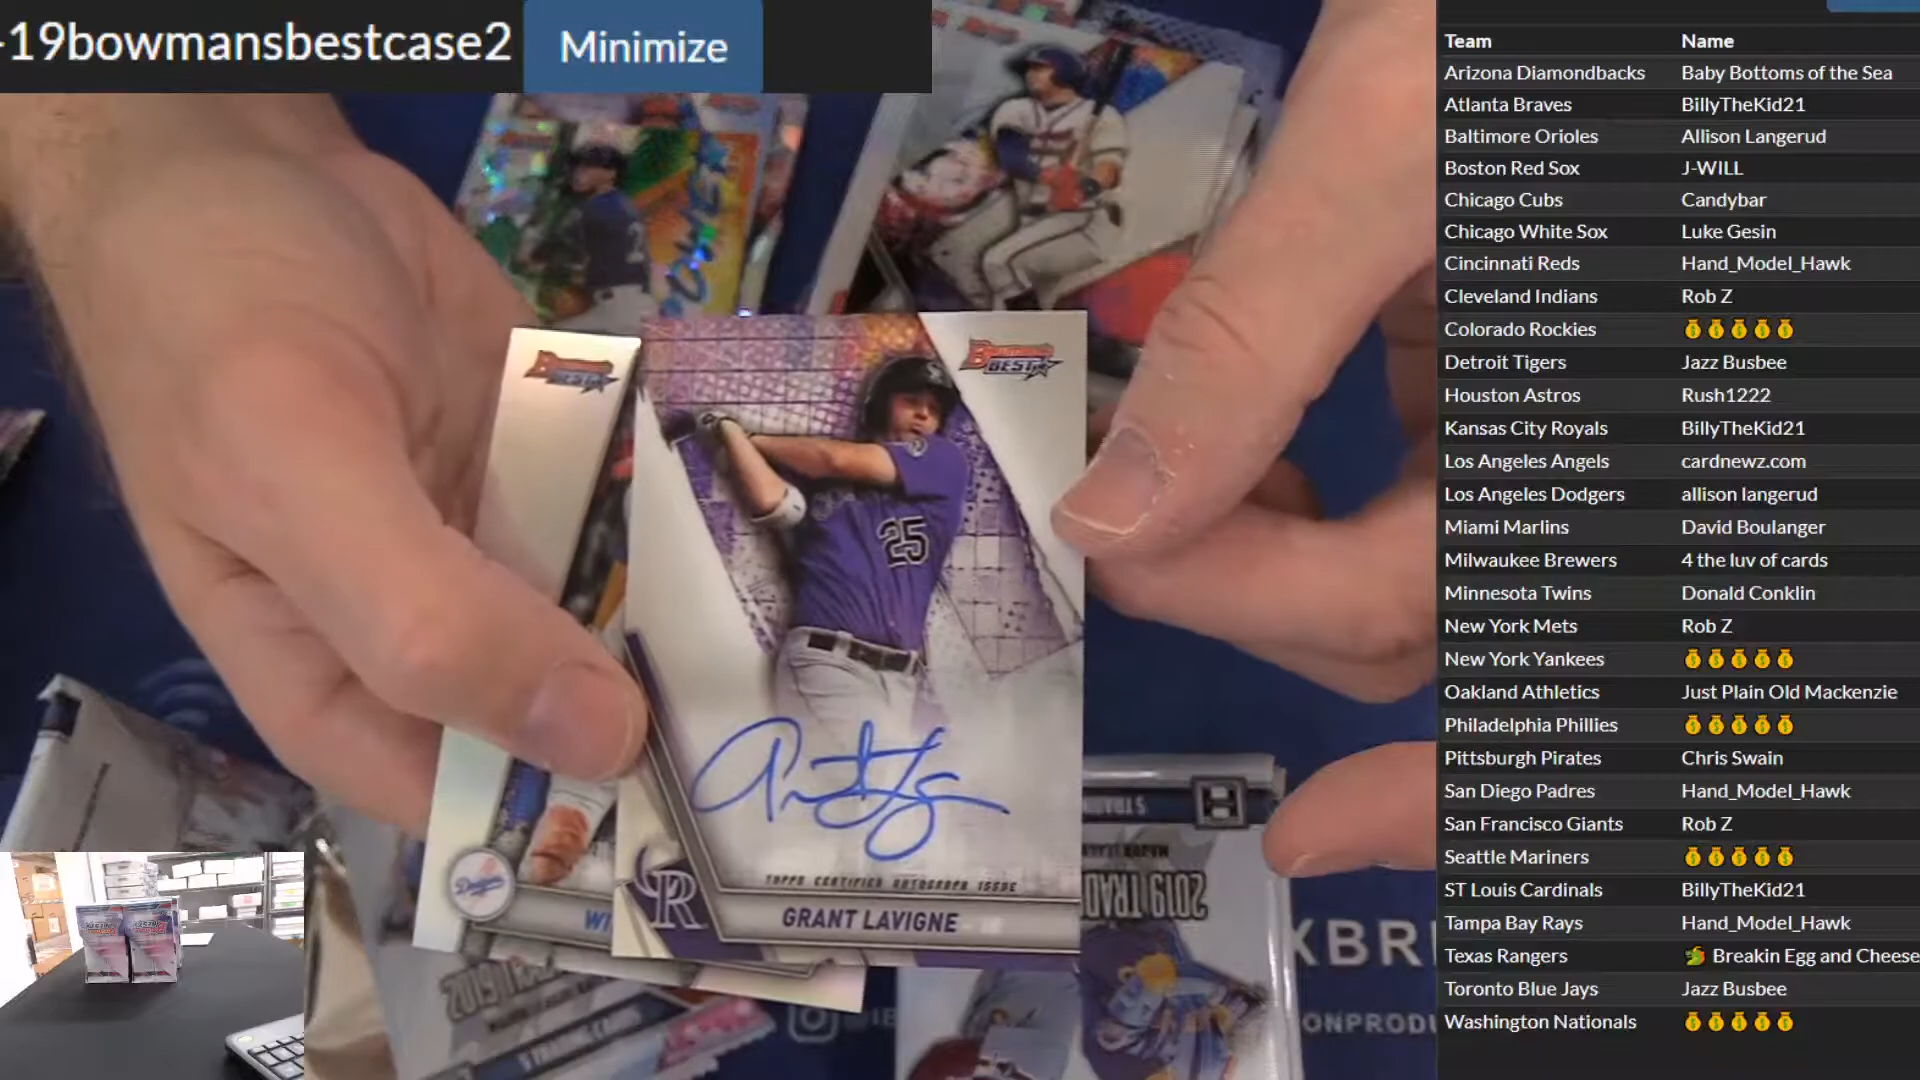 -19bowmansbestcase2
Minimize
Team Name
Arizona Diamondbacks Baby Bottoms of the Sea
Atlanta Braves BillyTheKid21
Baltimore Orioles Allison Langerud
Boston Red Sox J-WILL
Chicago Cubs Candybar
Chicago White Sox Luke Gesin
Cincinnati Reds Hand_Model_Hawk
Cleveland Indians Rob Z
Colorado Rockies 💰💰💰💰💰
Detroit Tigers Jazz Busbee
Houston Astros Rush1222
Kansas City Royals BillyTheKid21
Los Angeles Angels cardnewz.com
Los Angeles Dodgers allison langerud
Miami Marlins David Boulanger
Milwaukee Brewers 4 the luv of cards
Minnesota Twins Donald Conklin
New York Mets Rob Z
New York Yankees 💰💰💰💰💰
Oakland Athletics Just Plain Old Mackenzie
Philadelphia Phillies 💰💰💰💰💰
Pittsburgh Pirates Chris Swain
San Diego Padres Hand_Model_Hawk
San Francisco Giants Rob Z
Seattle Mariners 💰💰💰💰💰
ST Louis Cardinals BillyTheKid21
Tampa Bay Rays Hand_Model_Hawk
Texas Rangers 🐲 Breakin Egg and Cheese
Toronto Blue Jays Jazz Busbee
Washington Nationals 💰💰💰💰💰
BOWMAN'S BEST
BOWMAN'S BEST
25
TOPPS CERTIFIED AUTOGRAPH ISSUE
GRANT LAVIGNE
CR
Dodgers
WI
XBR
ONPRODU